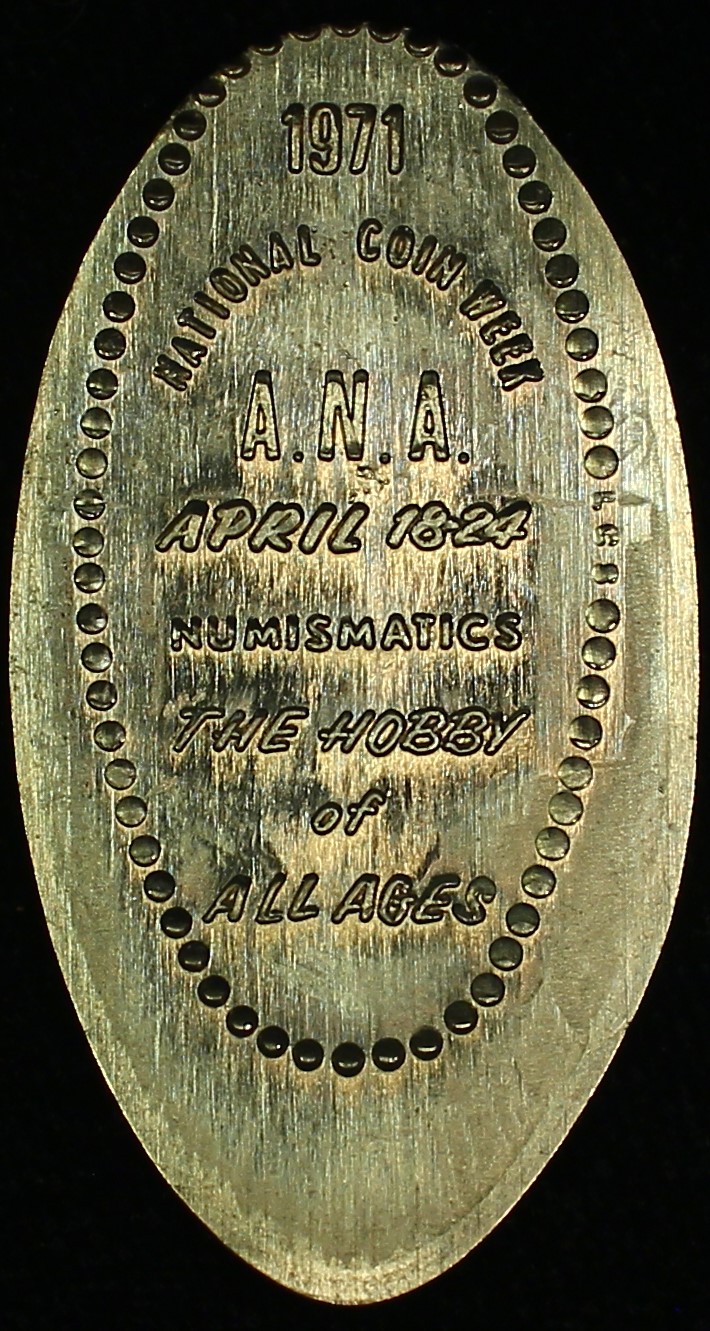 1971
NATIONAL COIN WEEK
A.N.A.
APRIL 18-24
NUMISMATICS
THE HOBBY
of
ALL AGES